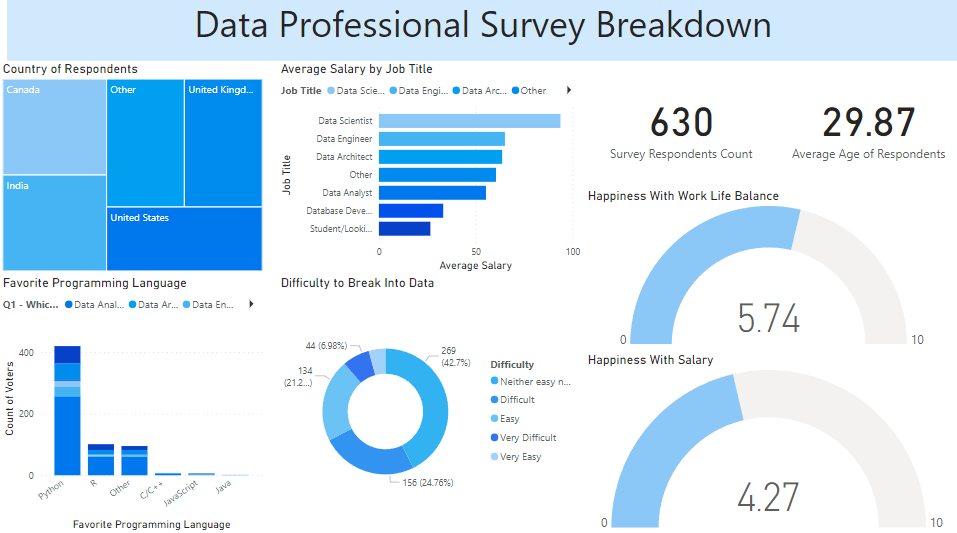 Data Professional Survey Breakdown
Country of Respondents
Canada
Other
United Kingd...
India
United States
Average Salary by Job Title
Job Title Data Scie... Data Engi... Data Arc... Other
Job Title
Data Scientist
Data Engineer
Data Architect
Other
Data Analyst
Database Deve...
Student/Looki...
0 50 100
Average Salary
630
Survey Respondents Count
29.87
Average Age of Respondents
Happiness With Work Life Balance
5.74
0 10
Favorite Programming Language
Q1 - Whic... Data Anal... Data Ar... Data En...
Count of Voters
400
200
0
Python R Other C/C++ JavaScript Java
Favorite Programming Language
Difficulty to Break Into Data
44 (6.98%)
269
(42.7%)
134
(21.2...)
156 (24.76%)
Difficulty
Neither easy n...
Difficult
Easy
Very Difficult
Very Easy
Happiness With Salary
4.27
0 10